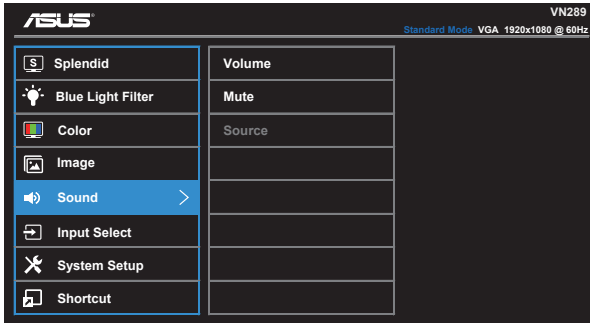 ASUS
VN289
Standard Mode VGA 1920x1080 @ 60Hz
S Splendid
Volume
Blue Light Filter
Mute
Color
Source
Image
Sound
Input Select
System Setup
Shortcut